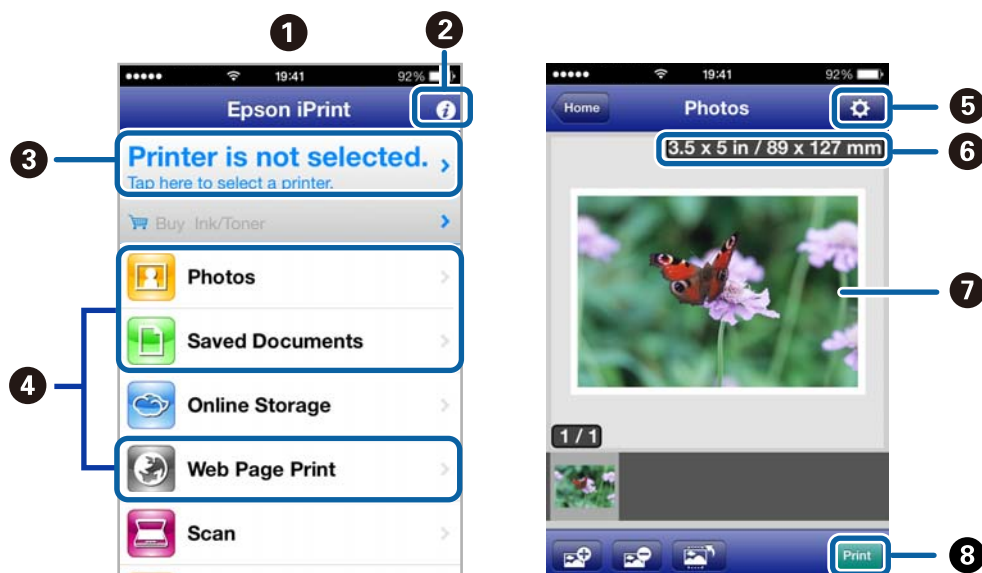 1
2
19:41
92%
Epson iPrint
3
Printer is not selected.
Tap here to select a printer.
Buy Ink/Toner
Photos
Saved Documents
4
Online Storage
Web Page Print
Scan
19:41
92%
Home
Photos
5
3.5 x 5 in / 89 x 127 mm
6
7
1 / 1
Print
8